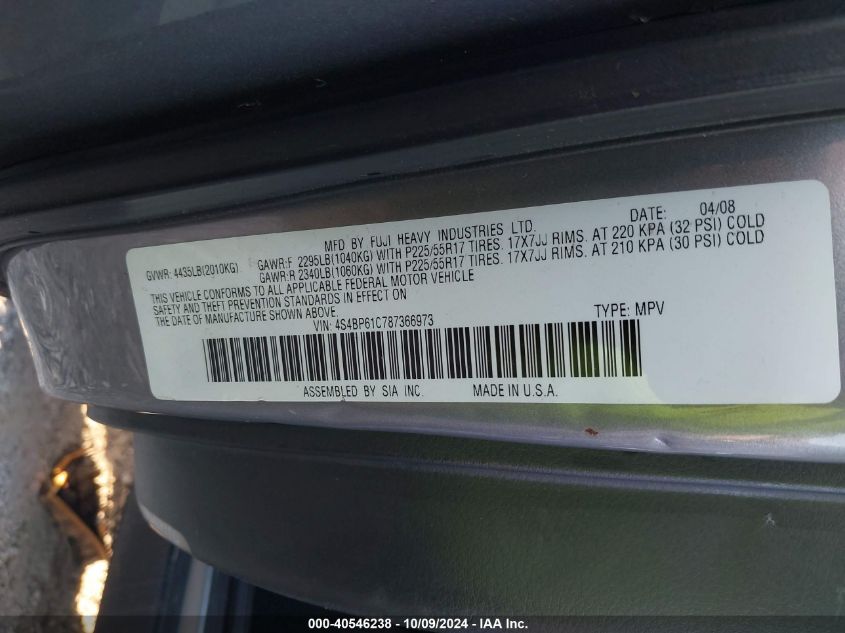 MFD BY FUJI HEAVY INDUSTRIES LTD. DATE: 04/08
GVWR: 4435LB(2010KG) GAWR:F 2295LB(1040KG) WITH P225/55R17 TIRES. 17X7JJ RIMS. AT 220 KPA (32 PSI) COLD
GAWR:R 2340LB(1060KG) WITH P225/55R17 TIRES. 17X7JJ RIMS. AT 210 KPA (30 PSI) COLD
THIS VEHICLE CONFORMS TO ALL APPLICABLE FEDERAL MOTOR VEHICLE
SAFETY AND THEFT PREVENTION STANDARDS IN EFFECT ON
THE DATE OF MANUFACTURE SHOWN ABOVE.
VIN: 4S4BP61C787366973 TYPE: MPV
ASSEMBLED BY SIA INC. MADE IN U.S.A.
000-40546238 - 10/09/2024 - IAA Inc.